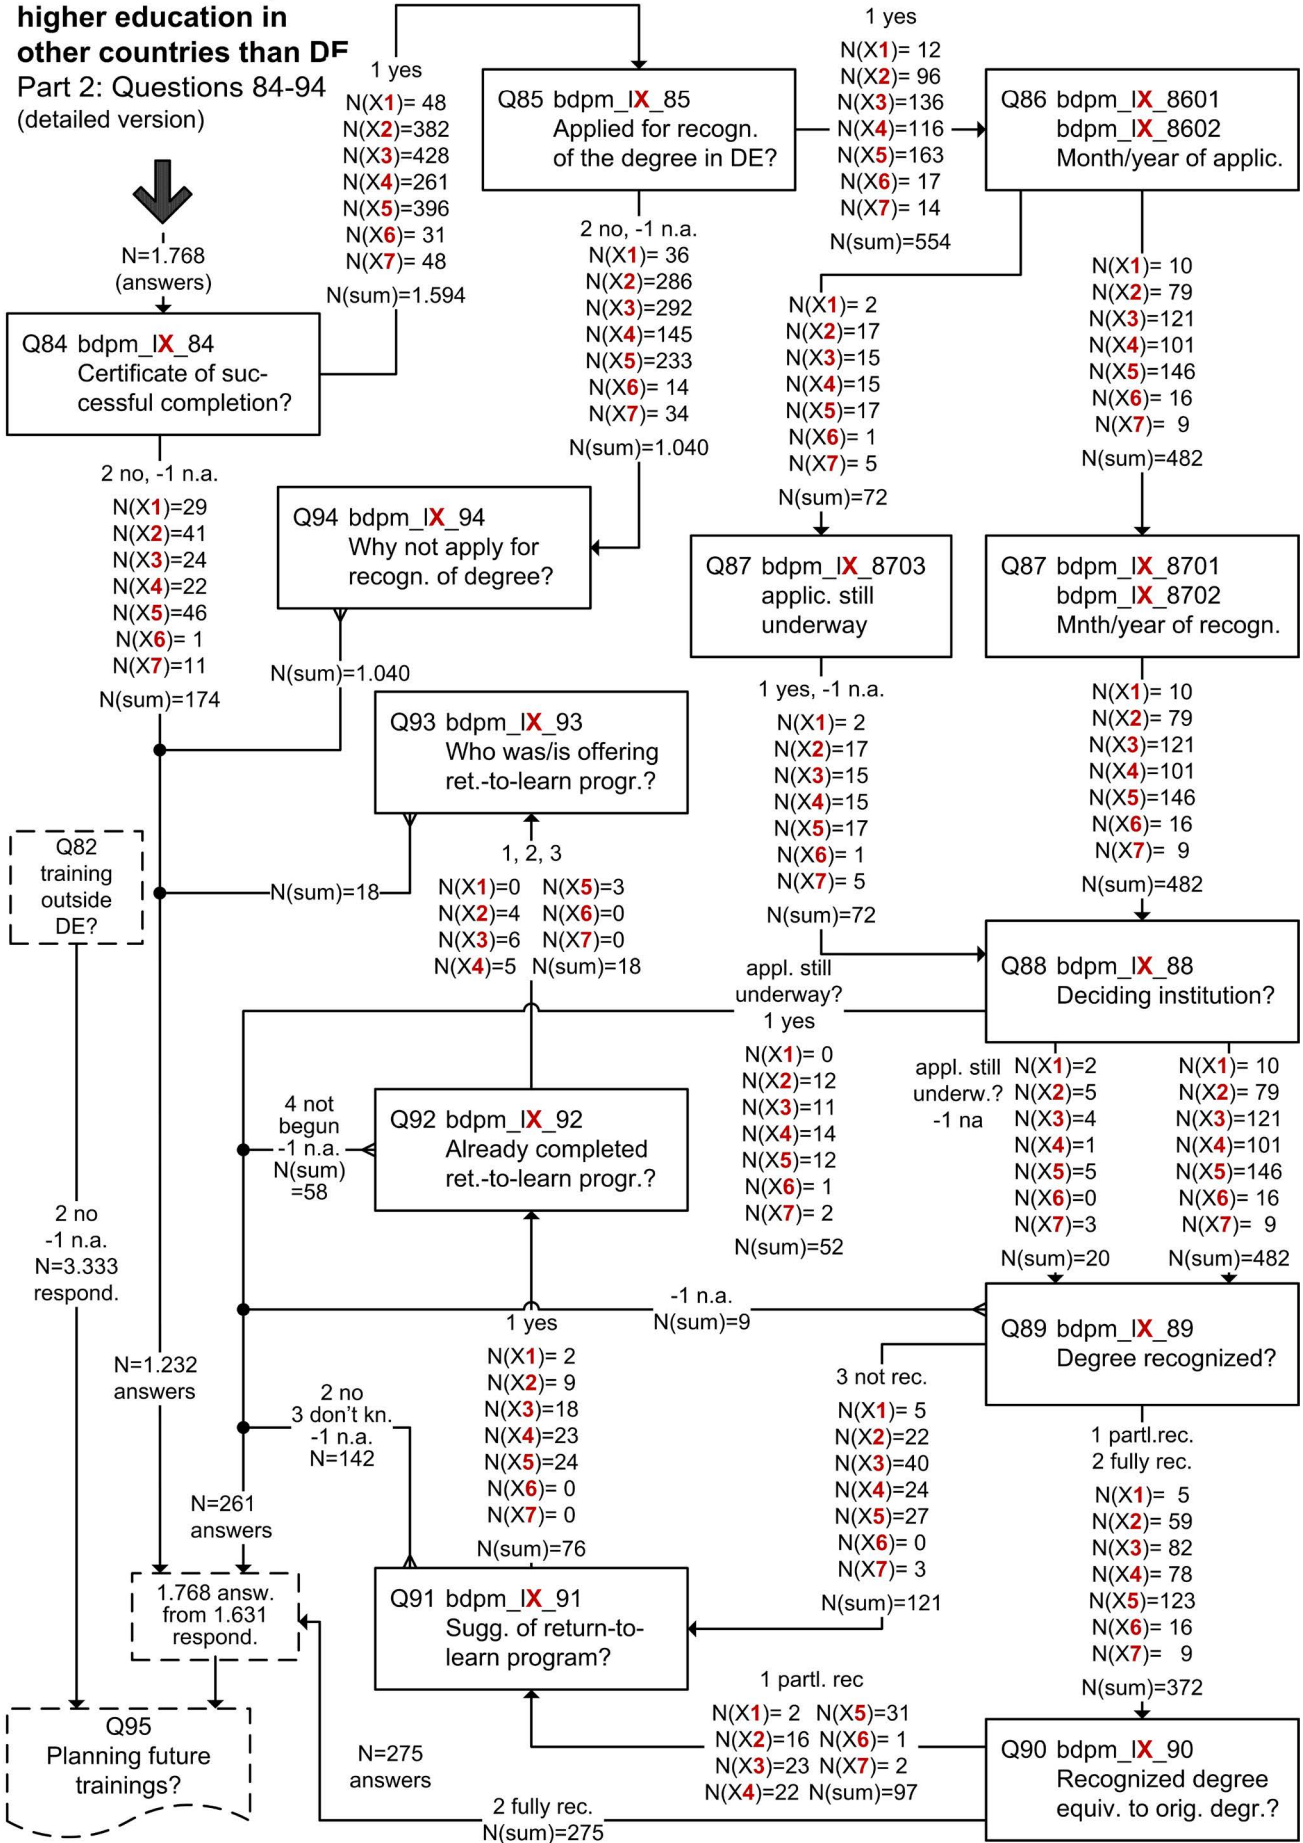 higher education in
other countries than DE
Part 2: Questions 84-94
(detailed version)
N=1.768
(answers)
Q84 bdpm_lX_84
Certificate of suc-
cessful completion?
1 yes
N(X1)= 48
N(X2)=382
N(X3)=428
N(X4)=261
N(X5)=396
N(X6)= 31
N(X7)= 48
N(sum)=1.594
Q85 bdpm_lX_85
Applied for recogn.
of the degree in DE?
1 yes
N(X1)= 12
N(X2)= 96
N(X3)=136
N(X4)=116
N(X5)=163
N(X6)= 17
N(X7)= 14
N(sum)=554
Q86 bdpm_lX_8601
bdpm_lX_8602
Month/year of applic.
2 no, -1 n.a.
N(X1)= 36
N(X2)=286
N(X3)=292
N(X4)=145
N(X5)=233
N(X6)= 14
N(X7)= 34
N(sum)=1.040
N(X1)= 2
N(X2)=17
N(X3)=15
N(X4)=15
N(X5)=17
N(X6)= 1
N(X7)= 5
N(sum)=72
N(X1)= 10
N(X2)= 79
N(X3)=121
N(X4)=101
N(X5)=146
N(X6)= 16
N(X7)= 9
N(sum)=482
2 no, -1 n.a.
N(X1)=29
N(X2)=41
N(X3)=24
N(X4)=22
N(X5)=46
N(X6)= 1
N(X7)=11
N(sum)=174
Q94 bdpm_lX_94
Why not apply for
recogn. of degree?
N(sum)=1.040
Q87 bdpm_lX_8703
applic. still
underway
Q87 bdpm_lX_8701
bdpm_lX_8702
Mnth/year of recogn.
Q93 bdpm_lX_93
Who was/is offering
ret.-to-learn progr.?
1 yes, -1 n.a.
N(X1)= 2
N(X2)=17
N(X3)=15
N(X4)=15
N(X5)=17
N(X6)= 1
N(X7)= 5
N(sum)=72
N(X1)= 10
N(X2)= 79
N(X3)=121
N(X4)=101
N(X5)=146
N(X6)= 16
N(X7)= 9
N(sum)=482
Q82
training
outside
DE?
N(sum)=18
1, 2, 3
N(X1)=0 N(X5)=3
N(X2)=4 N(X6)=0
N(X3)=6 N(X7)=0
N(X4)=5 N(sum)=18
Q88 bdpm_lX_88
Deciding institution?
appl. still
underway?
1 yes
N(X1)= 0
N(X2)=12
N(X3)=11
N(X4)=14
N(X5)=12
N(X6)= 1
N(X7)= 2
N(sum)=52
appl. still
underw.?
-1 na
N(X1)=2
N(X2)=5
N(X3)=4
N(X4)=1
N(X5)=5
N(X6)=0
N(X7)=3
N(sum)=20
N(X1)= 10
N(X2)= 79
N(X3)=121
N(X4)=101
N(X5)=146
N(X6)= 16
N(X7)= 9
N(sum)=482
4 not
begun
-1 n.a.
N(sum)
=58
Q92 bdpm_lX_92
Already completed
ret.-to-learn progr.?
2 no
-1 n.a.
N=3.333
respond.
-1 n.a.
N(sum)=9
Q89 bdpm_lX_89
Degree recognized?
1 yes
N(X1)= 2
N(X2)= 9
N(X3)=18
N(X4)=23
N(X5)=24
N(X6)= 0
N(X7)= 0
N(sum)=76
N=1.232
answers
2 no
3 don't kn.
-1 n.a.
N=142
3 not rec.
N(X1)= 5
N(X2)=22
N(X3)=40
N(X4)=24
N(X5)=27
N(X6)= 0
N(X7)= 3
N(sum)=121
1 partl.rec.
2 fully rec.
N(X1)= 5
N(X2)= 59
N(X3)= 82
N(X4)= 78
N(X5)=123
N(X6)= 16
N(X7)= 9
N(sum)=372
N=261
answers
1.768 answ.
from 1.631
respond.
Q91 bdpm_lX_91
Sugg. of return-to-
learn program?
1 partl. rec
N(X1)= 2 N(X5)=31
N(X2)=16 N(X6)= 1
N(X3)=23 N(X7)= 2
N(X4)=22 N(sum)=97
Q90 bdpm_lX_90
Recognized degree
equiv. to orig. degr.?
Q95
Planning future
trainings?
N=275
answers
2 fully rec.
N(sum)=275